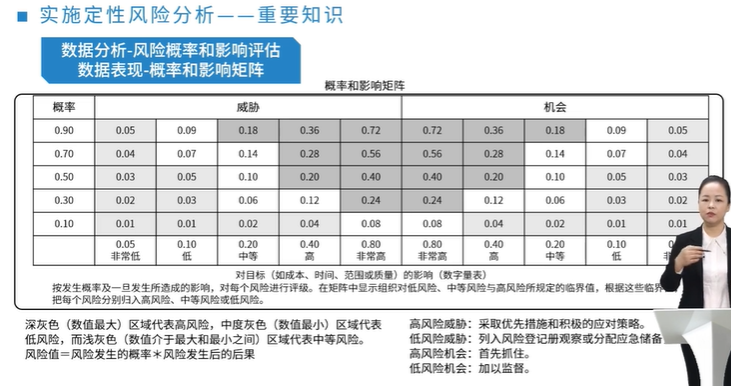 实施定性风险分析——重要知识
数据分析-风险概率和影响评估
数据表现-概率和影响矩阵
概率和影响矩阵
概率 威胁 机会
0.90 0.05 0.09 0.18 0.36 0.72 0.72 0.36 0.18 0.09 0.05
0.70 0.04 0.07 0.14 0.28 0.56 0.56 0.28 0.14 0.07 0.04
0.50 0.03 0.05 0.10 0.20 0.40 0.40 0.20 0.10 0.05 0.03
0.30 0.02 0.03 0.06 0.12 0.24 0.24 0.12 0.06 0.03 0.02
0.10 0.01 0.01 0.02 0.04 0.08 0.08 0.04 0.02 0.01 0.01
0.05 0.10 0.20 0.40 0.80 0.80 0.40 0.20 0.10
非常低 低 中等 高 非常高 非常高 高 中等 低
对目标（如成本、时间、范围或质量）的影响（数字量表）
按发生概率及一旦发生所造成的影响，对每个风险进行评级。在矩阵中显示组织对低风险、中等风险与高风险所规定的临界值，根据这些临界
把每个风险分别归入高风险、中等风险或低风险。
深灰色（数值最大）区域代表高风险，中度灰色（数值最小）区域代表
低风险，而浅灰色（数值介于最大和最小之间）区域代表中等风险。
风险值＝风险发生的概率＊风险发生后的后果
高风险威胁：采取优先措施和积极的应对策略。
低风险威胁：列入风险登记册观察或分配应急储备
高风险机会：首先抓住。
低风险机会：加以监督。